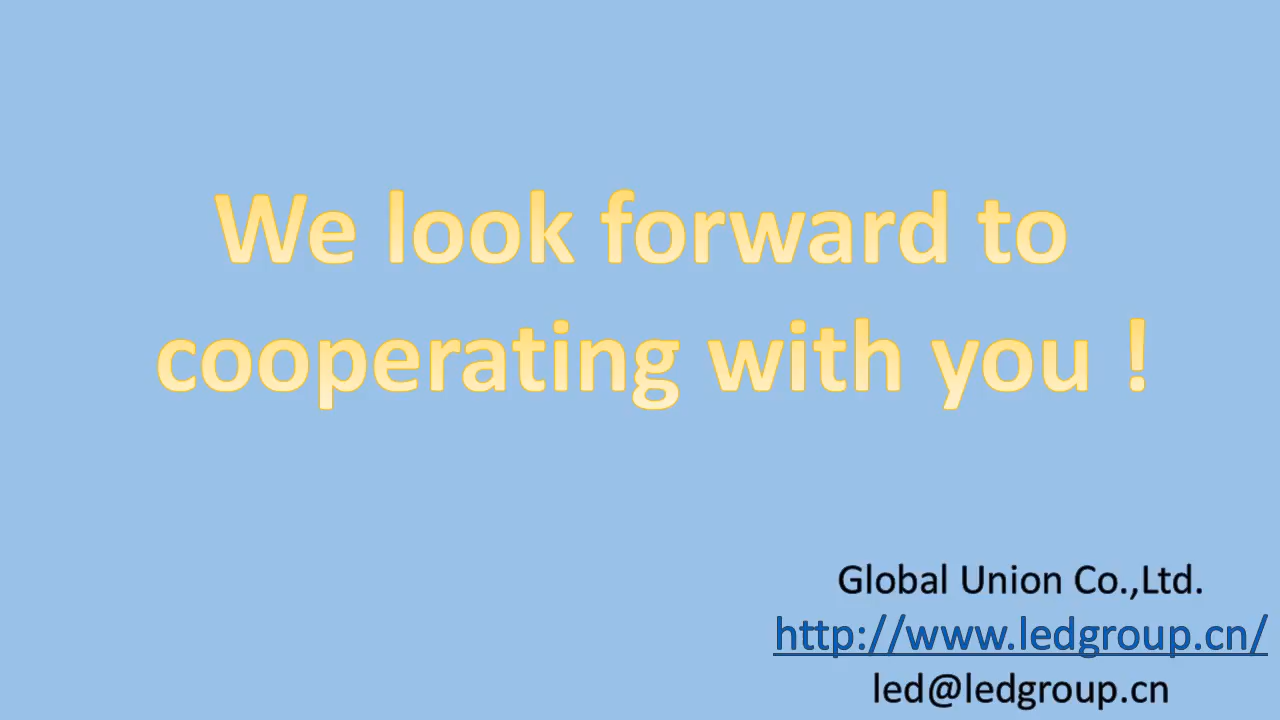 We look forward to
cooperating with you !
Global Union Co.,Ltd.
http://www.ledgroup.cn/
led@ledgroup.cn